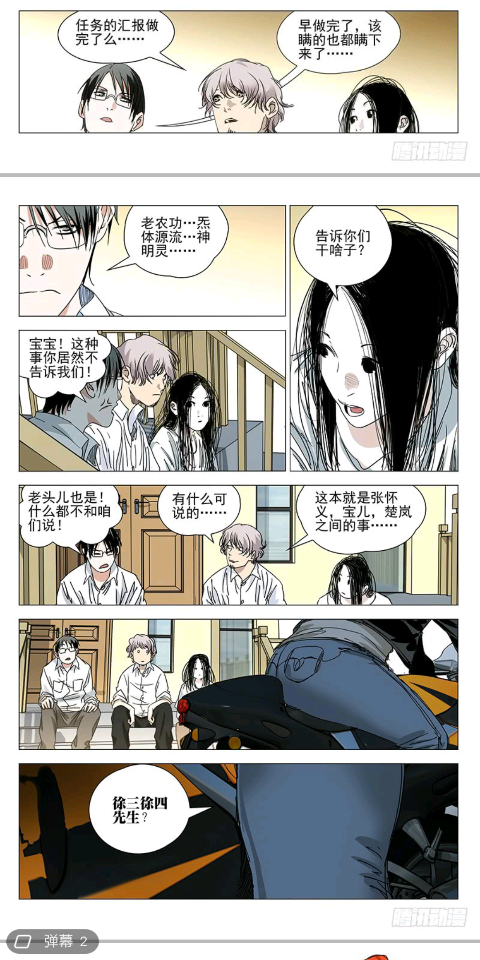 任务的汇报做
完了么……
早做完了，该
瞒的也都瞒下
来了……
腾讯动漫
老农功…炁
体源流…神
明灵……
告诉你们
干啥子？
宝宝！这种
事你居然不
告诉我们！
老头儿也是！
什么都不和咱
们说！
有什么可
说的……
这本就是张怀
义，宝儿，楚岚
之间的事……
徐三徐四
先生？
腾讯动漫
弹幕 2